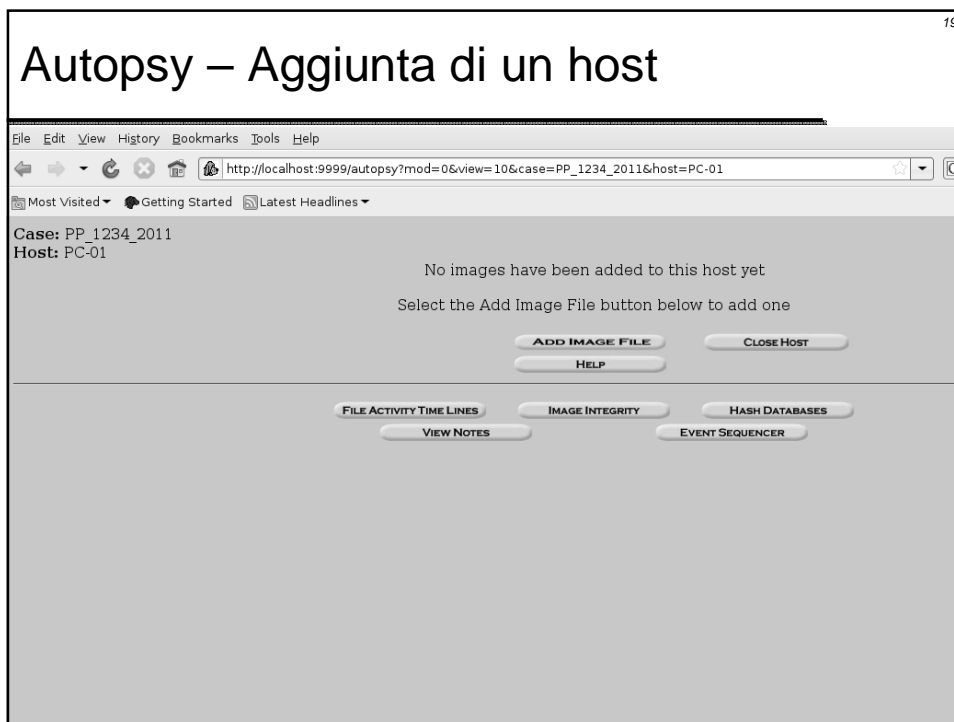 19
Autopsy – Aggiunta di un host
File Edit View History Bookmarks Tools Help
http://localhost:9999/autopsy?mod=0&view=10&case=PP_1234_2011&host=PC-01
Most Visited Getting Started Latest Headlines
Case: PP_1234_2011
Host: PC-01
No images have been added to this host yet
Select the Add Image File button below to add one
ADD IMAGE FILE CLOSE HOST
HELP
FILE ACTIVITY TIME LINES IMAGE INTEGRITY HASH DATABASES
VIEW NOTES EVENT SEQUENCER